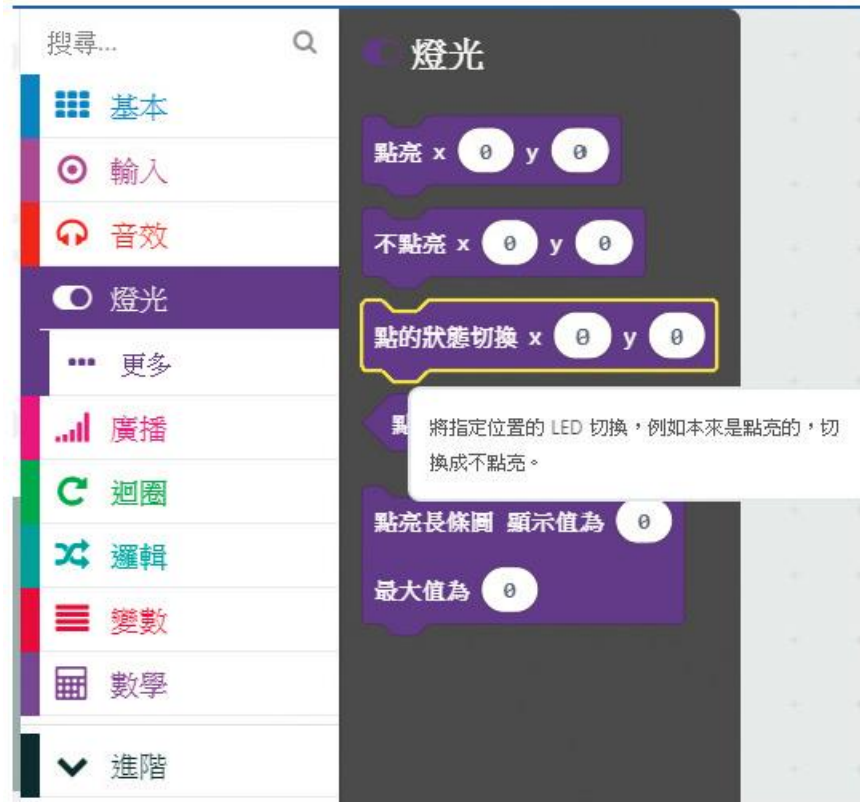 搜尋...
基本
輸入
音效
燈光
更多
廣播
迴圈
邏輯
變數
數學
進階
燈光
點亮 x 0 y 0
不點亮 x 0 y 0
點的狀態切換 x 0 y 0
將指定位置的 LED 切換，例如本來是點亮的，切
換成不點亮。
點亮長條圖 顯示值為 0
最大值為 0